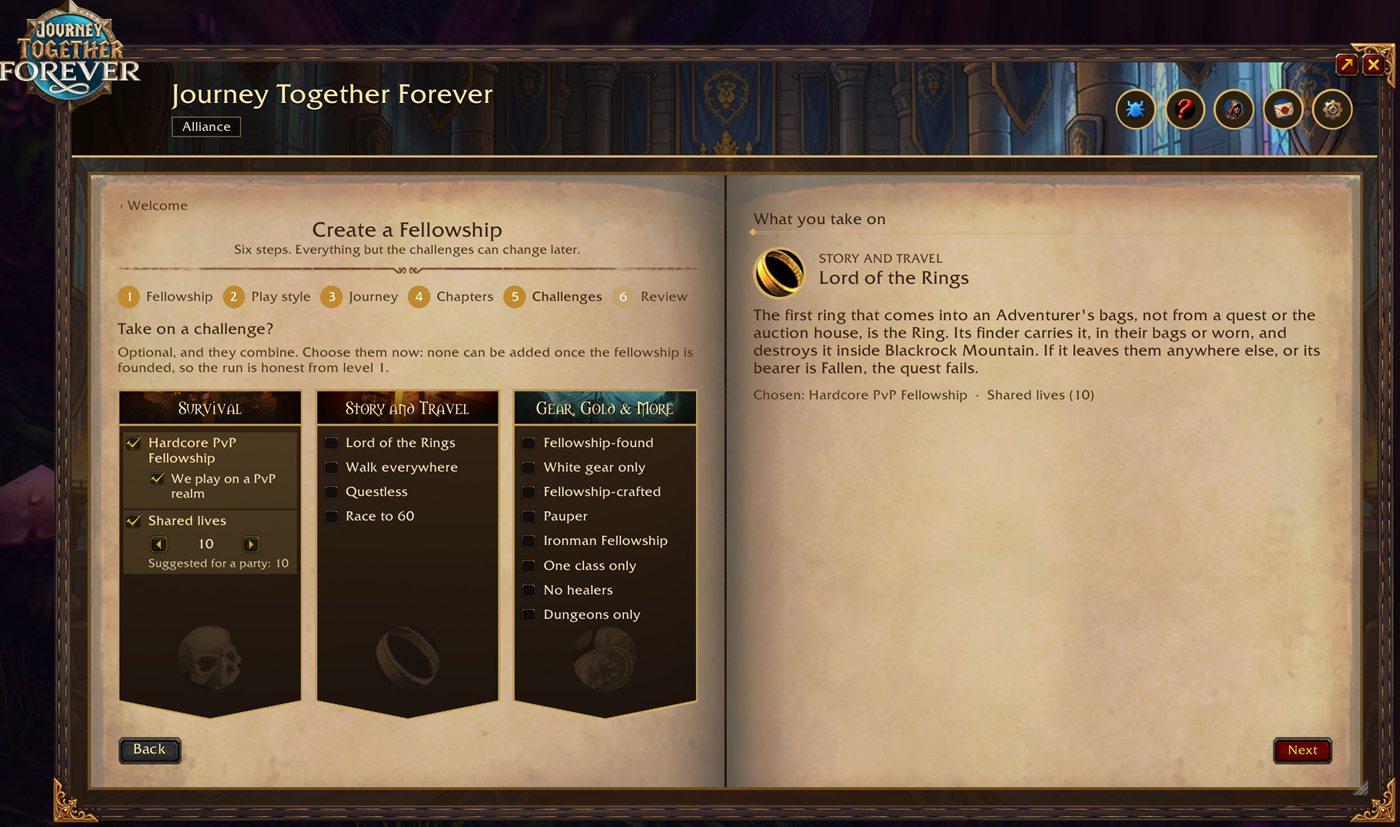 JOURNEY
TOGETHER
FOREVER
Journey Together Forever
Alliance
‹ Welcome
Create a Fellowship
Six steps. Everything but the challenges can change later.
1 Fellowship 2 Play style 3 Journey 4 Chapters 5 Challenges 6 Review
Take on a challenge?
Optional, and they combine. Choose them now: none can be added once the fellowship is
founded, so the run is honest from level 1.
Survival
Hardcore PvP
Fellowship
We play on a PvP
realm
Shared lives
10
Suggested for a party: 10
Story and Travel
Lord of the Rings
Walk everywhere
Questless
Race to 60
Gear, Gold & More
Fellowship-found
White gear only
Fellowship-crafted
Pauper
Ironman Fellowship
One class only
No healers
Dungeons only
Back
What you take on
STORY AND TRAVEL
Lord of the Rings
The first ring that comes into an Adventurer's bags, not from a quest or the
auction house, is the Ring. Its finder carries it, in their bags or worn, and
destroys it inside Blackrock Mountain. If it leaves them anywhere else, or its
bearer is Fallen, the quest fails.
Chosen: Hardcore PvP Fellowship · Shared lives (10)
Next